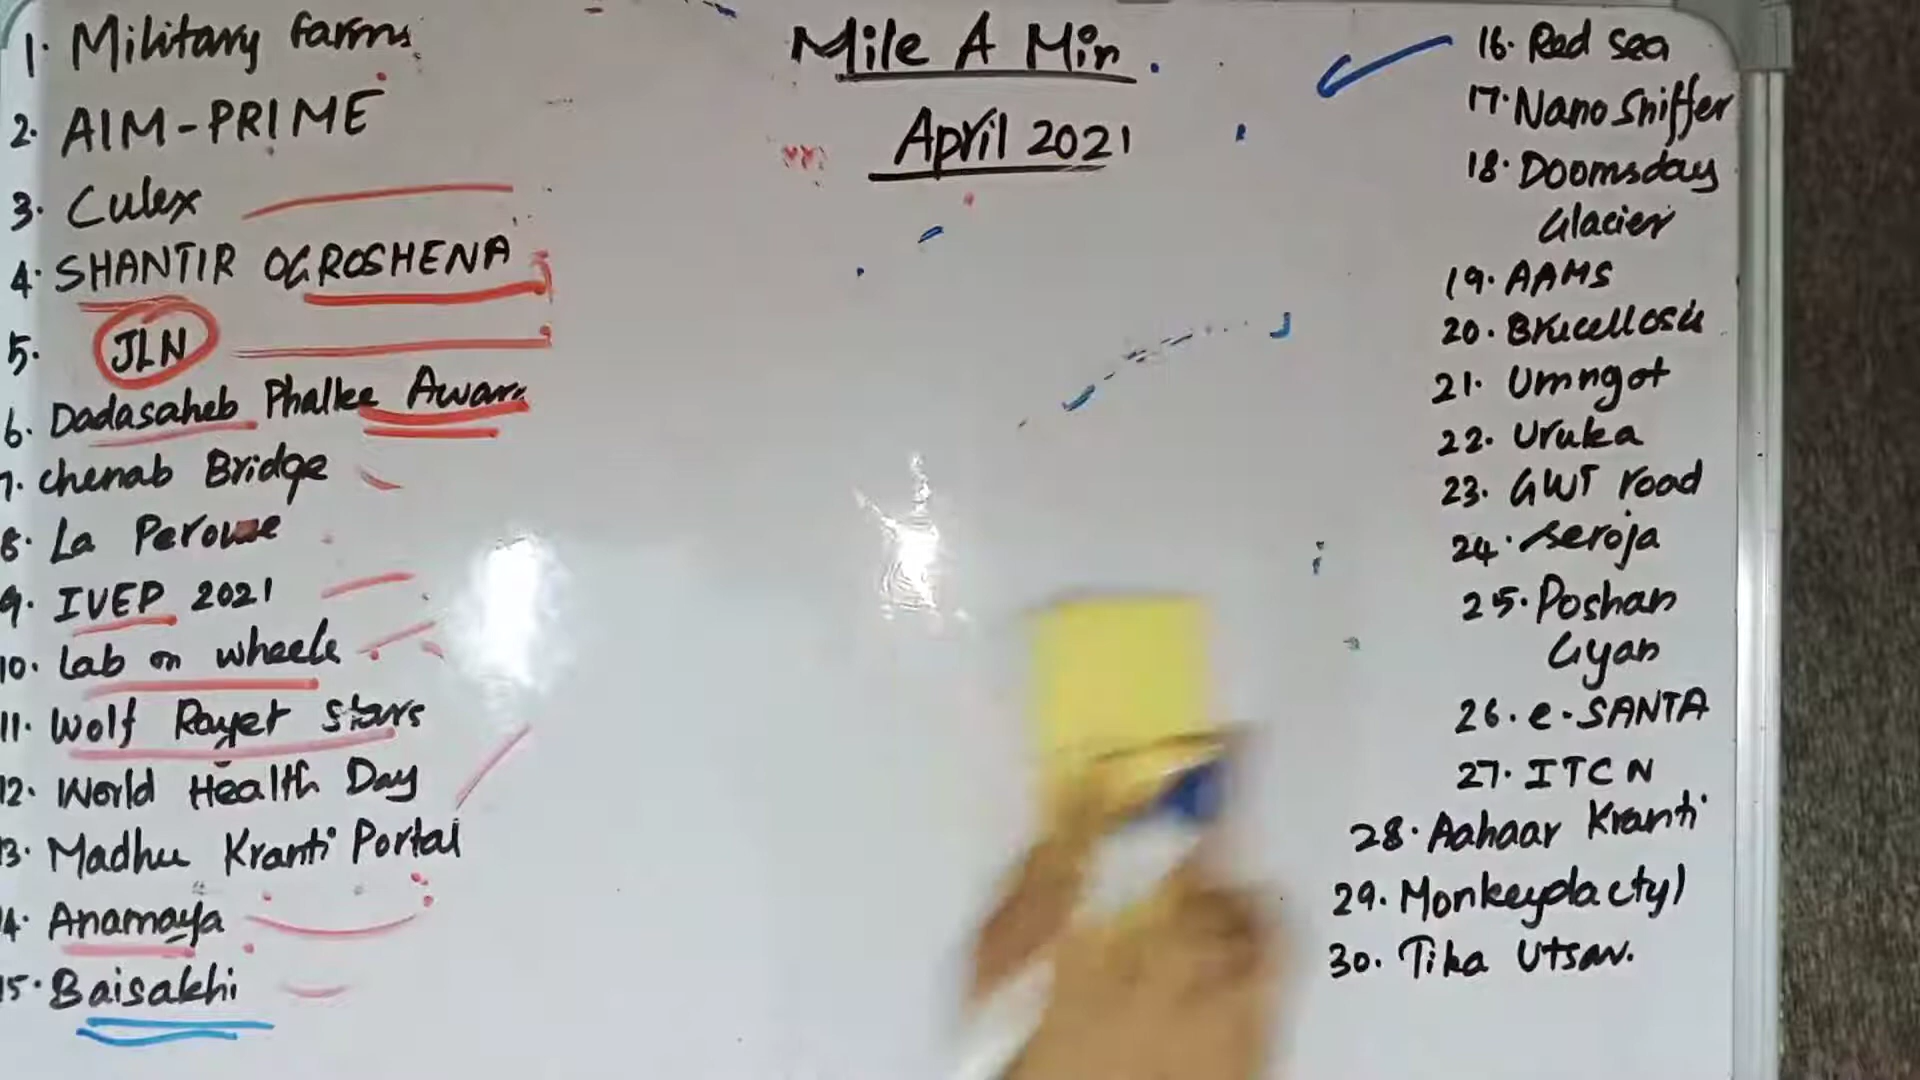 Mile A Min
April 2021
1. Military farms
2. AIM-PRIME
3. Culex
4. SHANTIR OGROSHENA
5. JLN
6. Dadasaheb Phalke Award
7. Chenab Bridge
8. La Perouse
9. IVEP 2021
10. Lab on wheels
11. Wolf Rayet Stars
12. World Health Day
13. Madhu Kranti Portal
14. Anamaya
15. Baisakhi
16. Red Sea
17. Nano Sniffer
18. Doomsday
Glacier
19. AAMS
20. Brucellosis
21. Umngot
22. Uruka
23. GWT road
24. Seroja
25. Poshan
Gyan
26. e-SANTA
27. ITCN
28. Aahaar Kranti
29. Monkeydactyl
30. Tika Utsav.